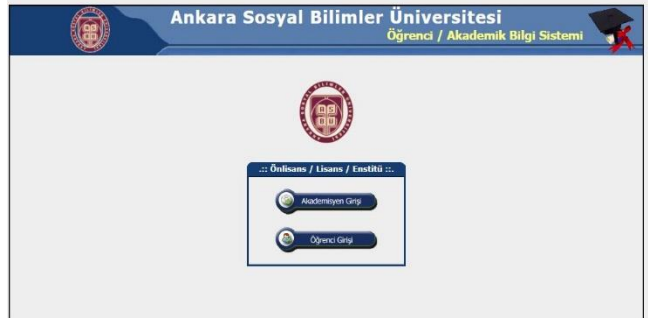 Ankara Sosyal Bilimler Üniversitesi
Öğrenci / Akademik Bilgi Sistemi
.:: Önlisans / Lisans / Enstitü ::.
Akademisyen Girişi
Öğrenci Girişi